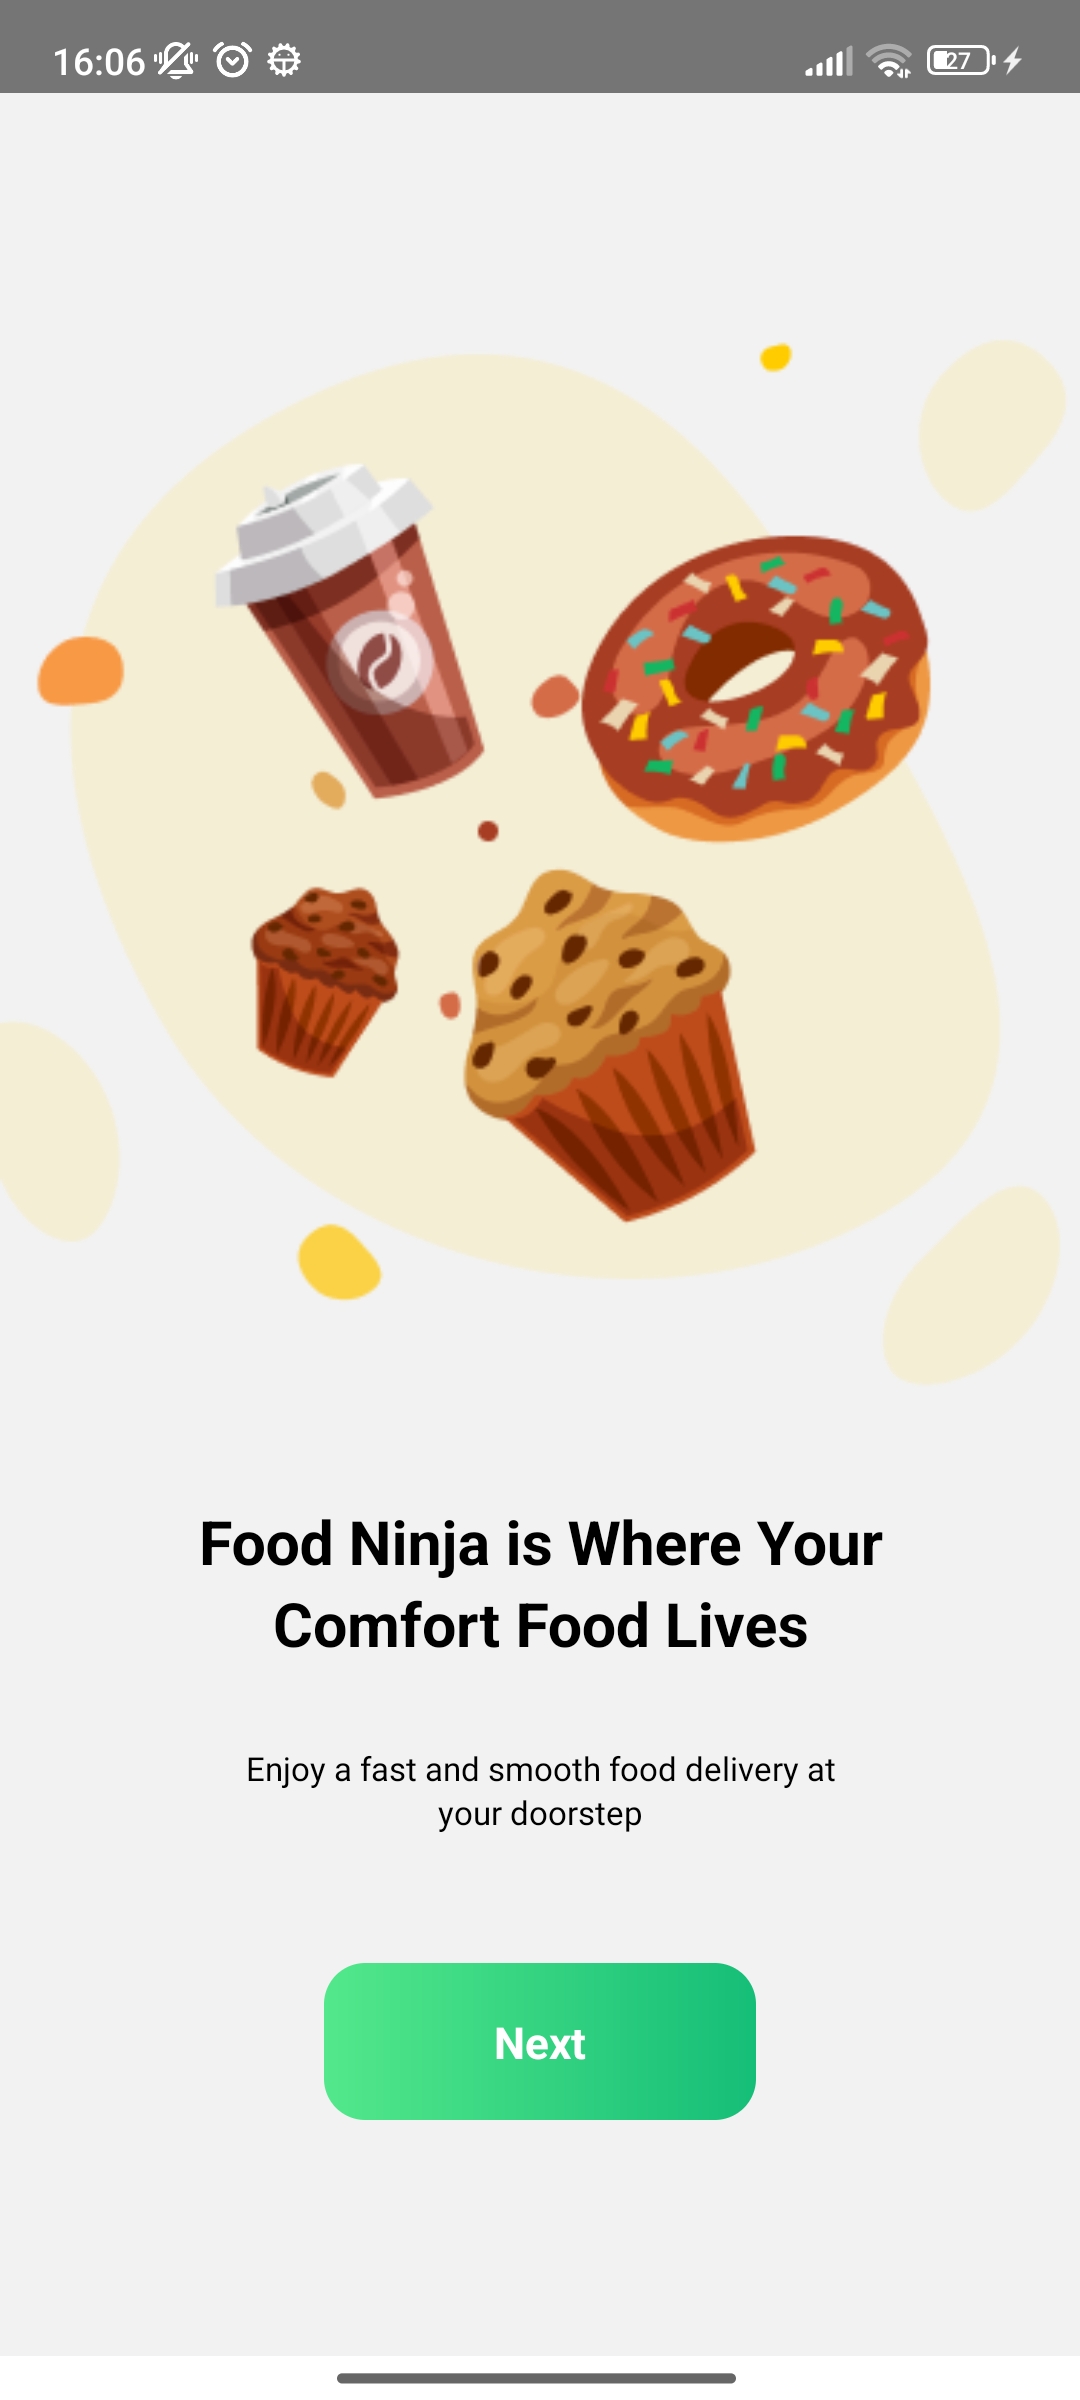 16:06
27
Food Ninja is Where Your
Comfort Food Lives
Enjoy a fast and smooth food delivery at
your doorstep
Next